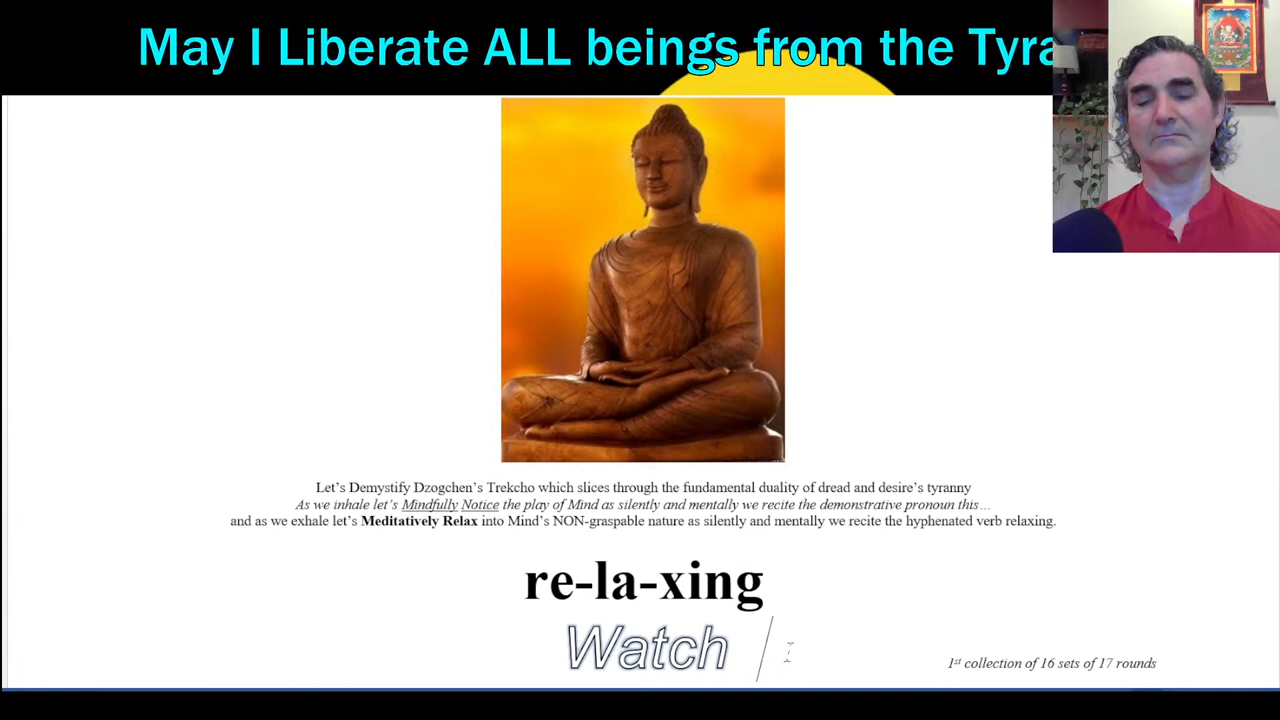 May I Liberate ALL beings from the Tyra
Let's Demystify Dzogchen's Trekcho which slices through the fundamental duality of dread and desire's tyranny
As we inhale let's Mindfully Notice the play of Mind as silently and mentally we recite the demonstrative pronoun this…
and as we exhale let's Meditatively Relax into Mind's NON-graspable nature as silently and mentally we recite the hyphenated verb relaxing.
re-la-xing
Watch
1st collection of 16 sets of 17 rounds